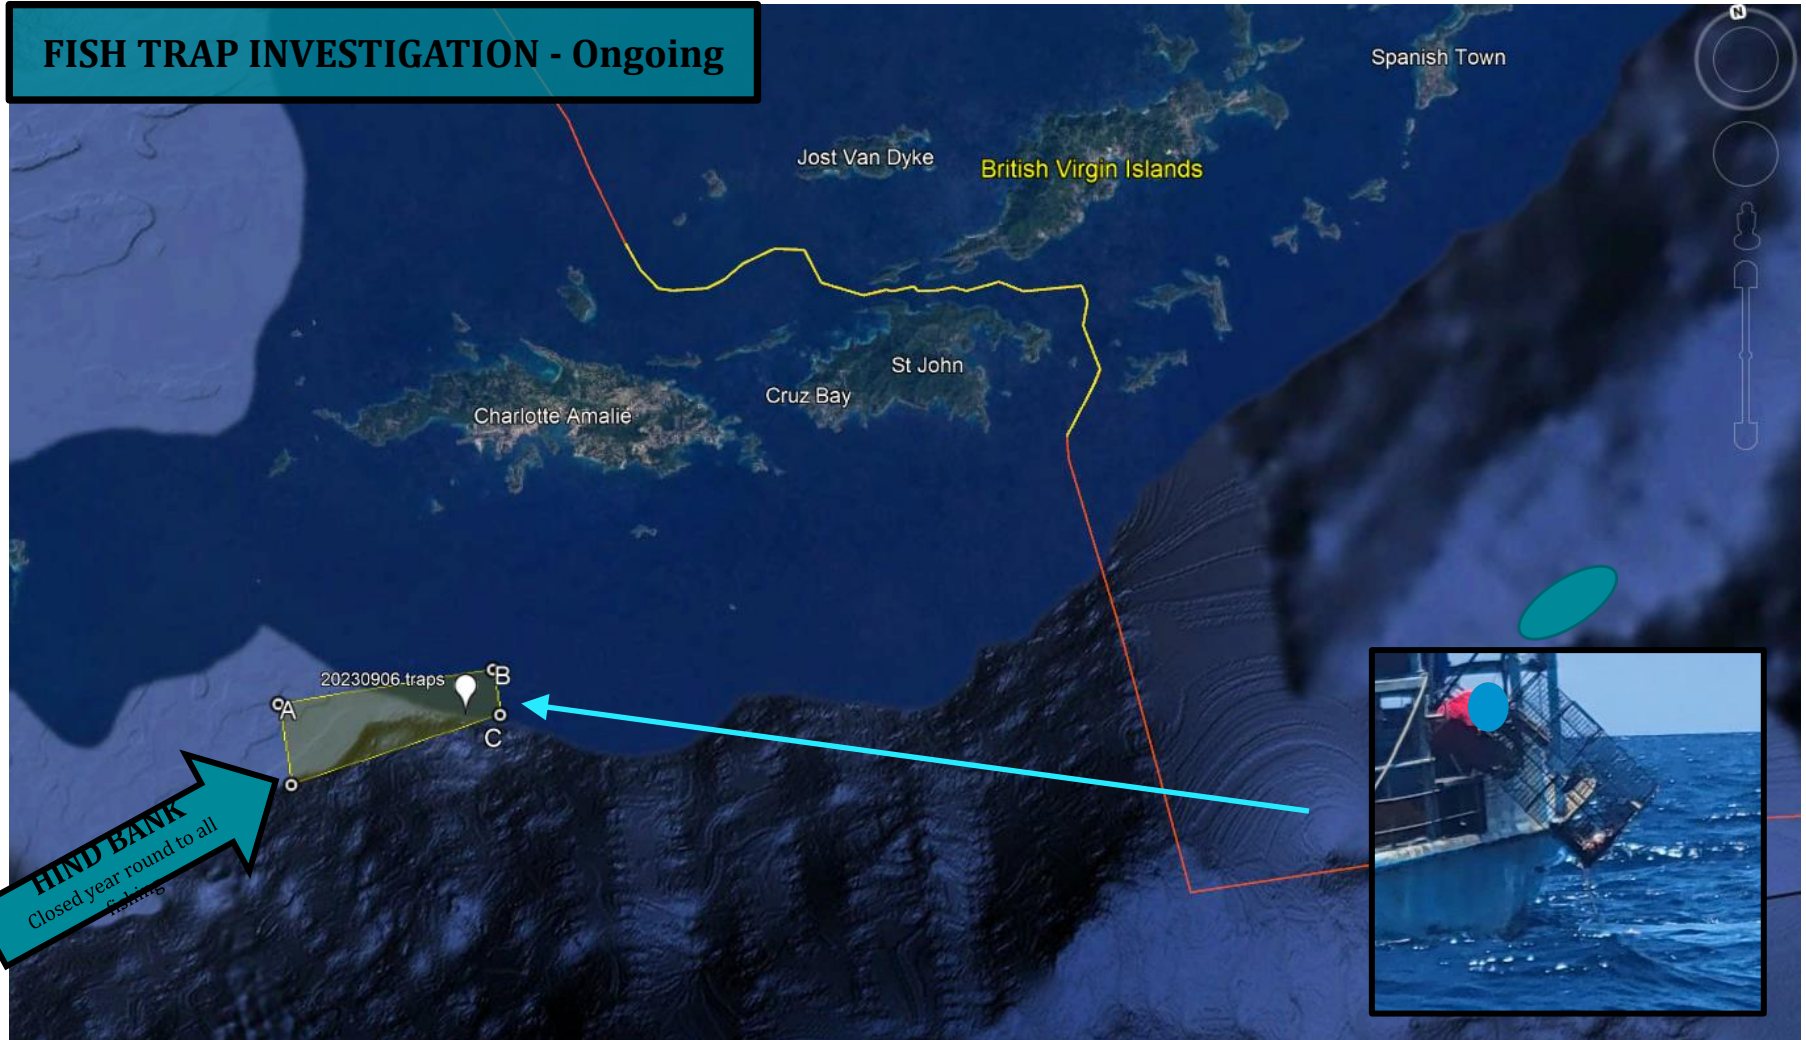 FISH TRAP INVESTIGATION - Ongoing
N
Spanish Town
Jost Van Dyke
British Virgin Islands
St John
Cruz Bay
Charlotte Amalie
20230906 traps
B
A
C
HIND BANK
Closed year round to all
fishing